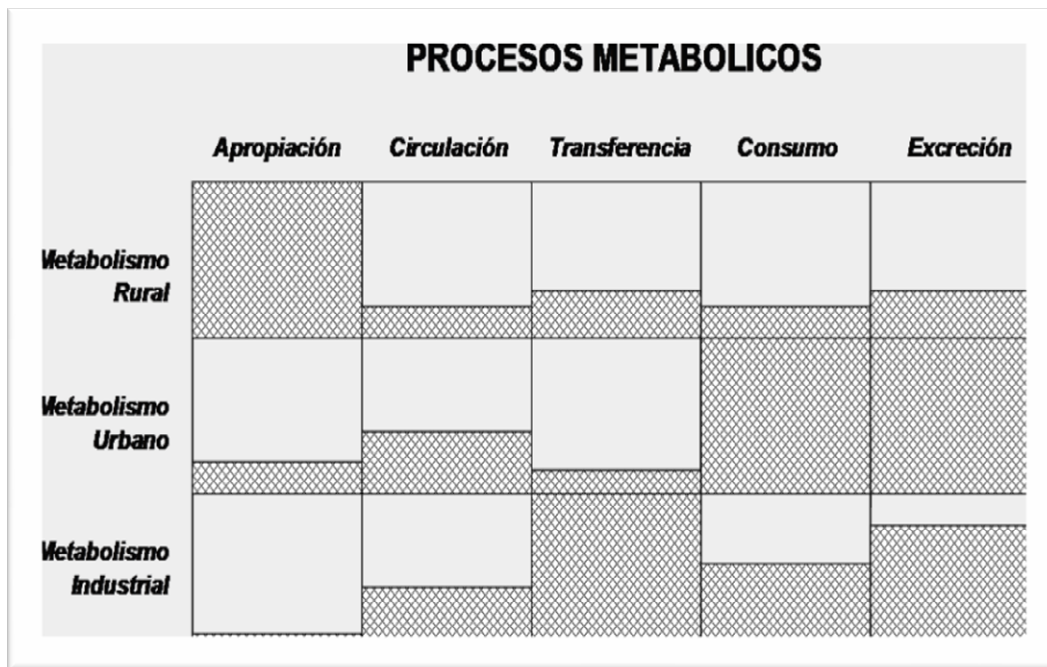 PROCESOS METABOLICOS
Apropiación Circulación Transferencia Consumo Excreción
Metabolismo
Rural
Metabolismo
Urbano
Metabolismo
Industrial